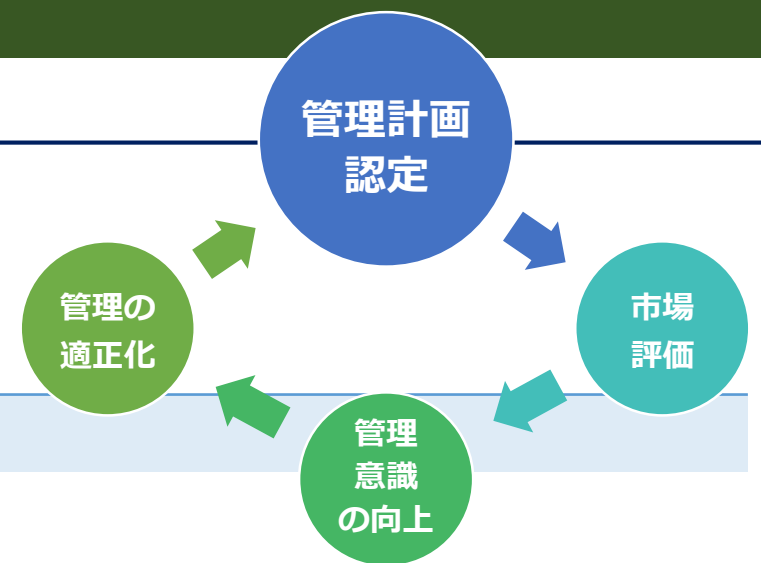 管理計画
認定
市場
評価
管理
意識
の向上
管理の
適正化